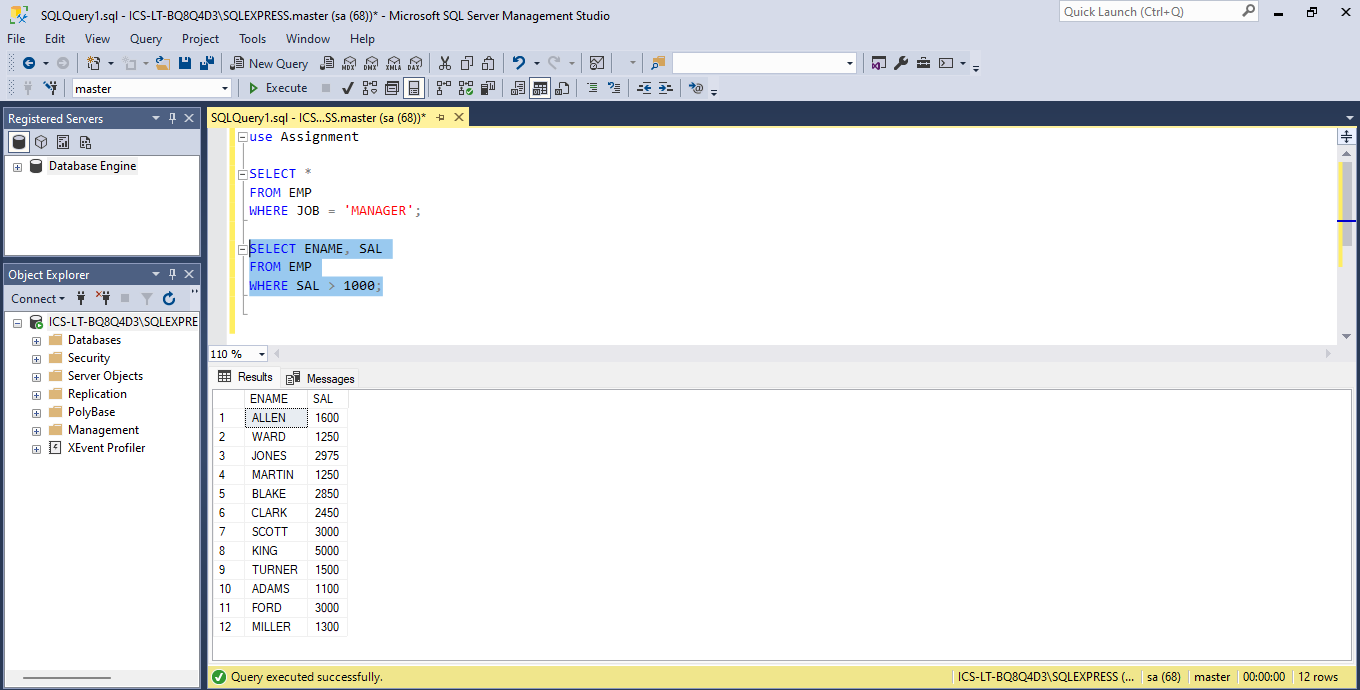 SQLQuery1.sql - ICS-LT-BQ8Q4D3\SQLEXPRESS.master (sa (68))* - Microsoft SQL Server Management Studio
Quick Launch (Ctrl+Q)
File Edit View Query Project Tools Window Help
New Query MDX DMX XMLA DAX
master Execute
Registered Servers
Database Engine
Object Explorer
Connect
ICS-LT-BQ8Q4D3\SQLEXPRE
Databases
Security
Server Objects
Replication
PolyBase
Management
XEvent Profiler
SQLQuery1.sql - ICS...SS.master (sa (68))*
use Assignment
SELECT *
FROM EMP
WHERE JOB = 'MANAGER';
SELECT ENAME, SAL
FROM EMP
WHERE SAL > 1000;
110 %
Results Messages
ENAME SAL
1 ALLEN 1600
2 WARD 1250
3 JONES 2975
4 MARTIN 1250
5 BLAKE 2850
6 CLARK 2450
7 SCOTT 3000
8 KING 5000
9 TURNER 1500
10 ADAMS 1100
11 FORD 3000
12 MILLER 1300
Query executed successfully. ICS-LT-BQ8Q4D3\SQLEXPRESS (... sa (68) master 00:00:00 12 rows